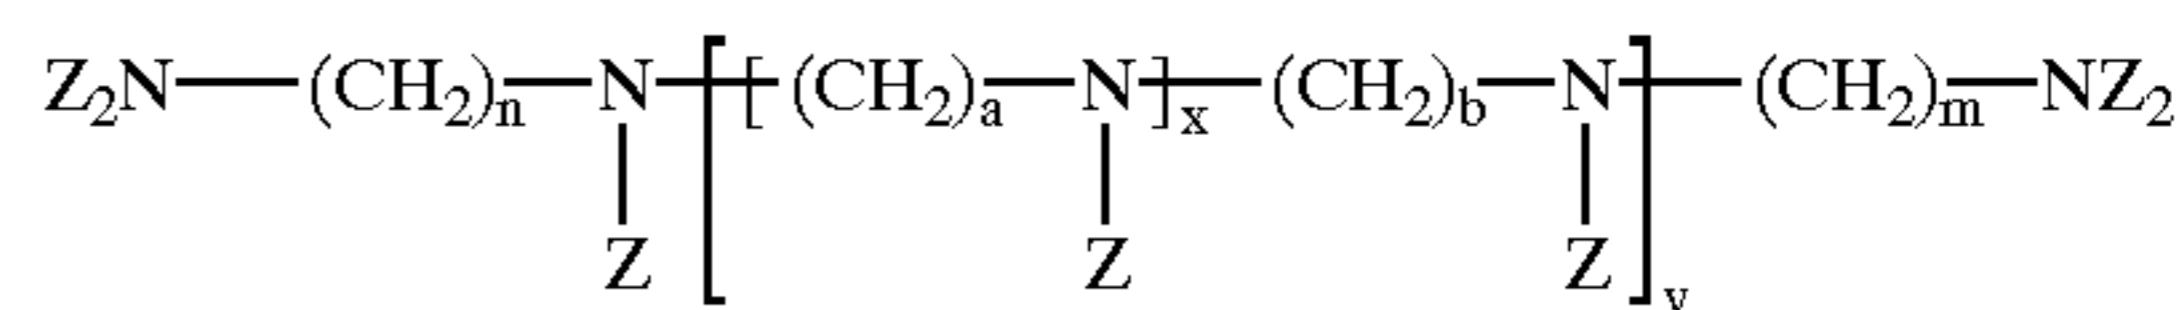 Z₂N—(CH₂)ₙ—N—[—[—(CH₂)ₐ—N—]ₓ—(CH₂)b—N—]y—(CH₂)ₘ—NZ₂
Z Z Z